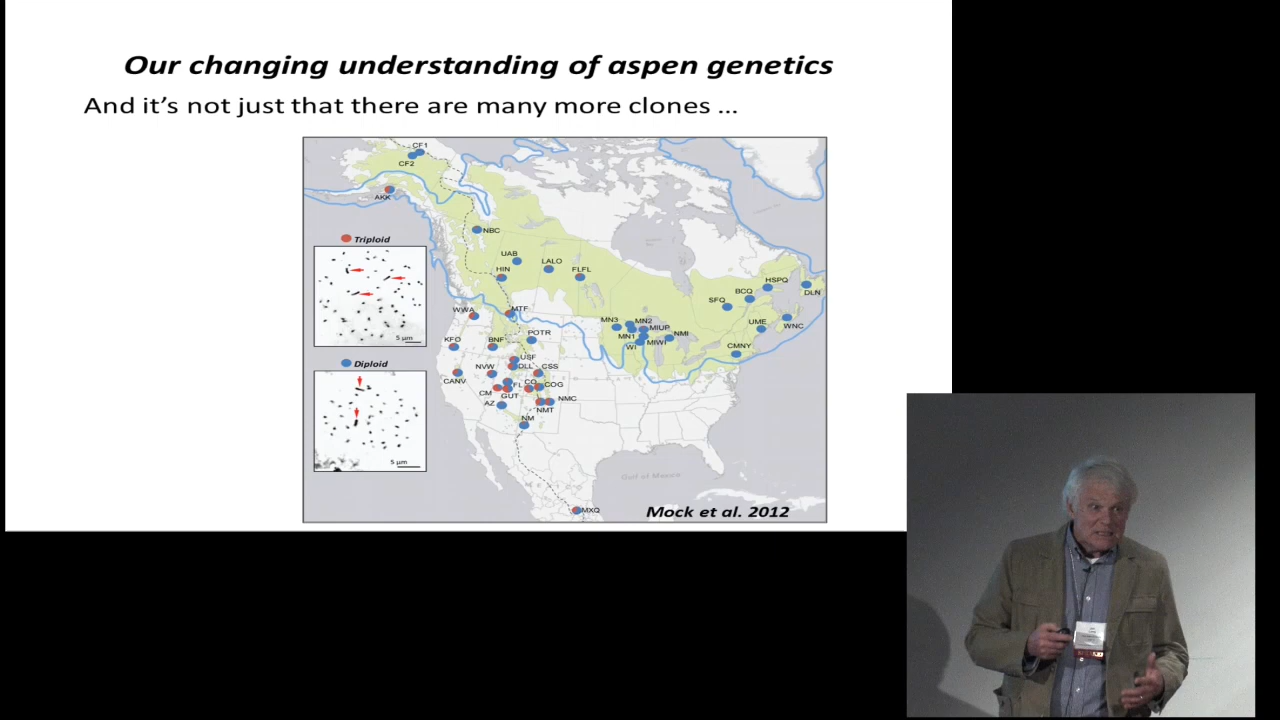 Our changing understanding of aspen genetics
And it's not just that there are many more clones ...
CF1
CF2
AKK
NBC
Triploid
5 µm
UAB
HIN
LALO
FLFL
HSPQ
BCQ
DLN
SFQ
WWA
MTF
MN3
MN2
MIUP
UME
WNC
KFO
BNF
POTR
MN1
NMI
WI
MIWI
CMNY
Diploid
5 µm
USF
NVW
DLL
CSS
CANV
FL
CO
COG
CM
GUT
AZ
NMC
NMT
NM
Gulf of Mexico
MXQ
Mock et al. 2012